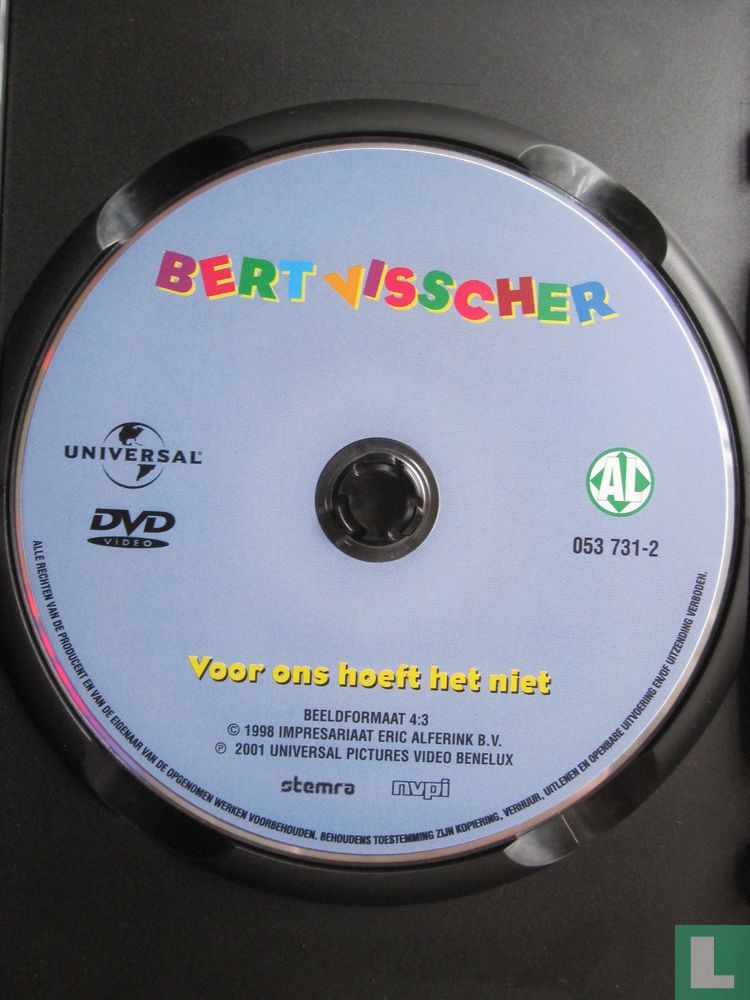 BERT VISSCHER
UNIVERSAL
DVD
VIDEO
AL
053 731-2
Voor ons hoeft het niet
BEELDFORMAAT 4:3
© 1998 IMPRESARIAAT ERIC ALFERINK B.V.
℗ 2001 UNIVERSAL PICTURES VIDEO BENELUX
stemra nvpi
ALLE RECHTEN VAN DE PRODUCENT EN VAN DE EIGENAAR VAN DE OPGENOMEN WERKEN VOORBEHOUDEN. BEHOUDENS TOESTEMMING ZIJN KOPIERING, VERHUUR, UITLENEN EN OPENBARE UITVOERING EN/OF UITZENDING VERBODEN.
L